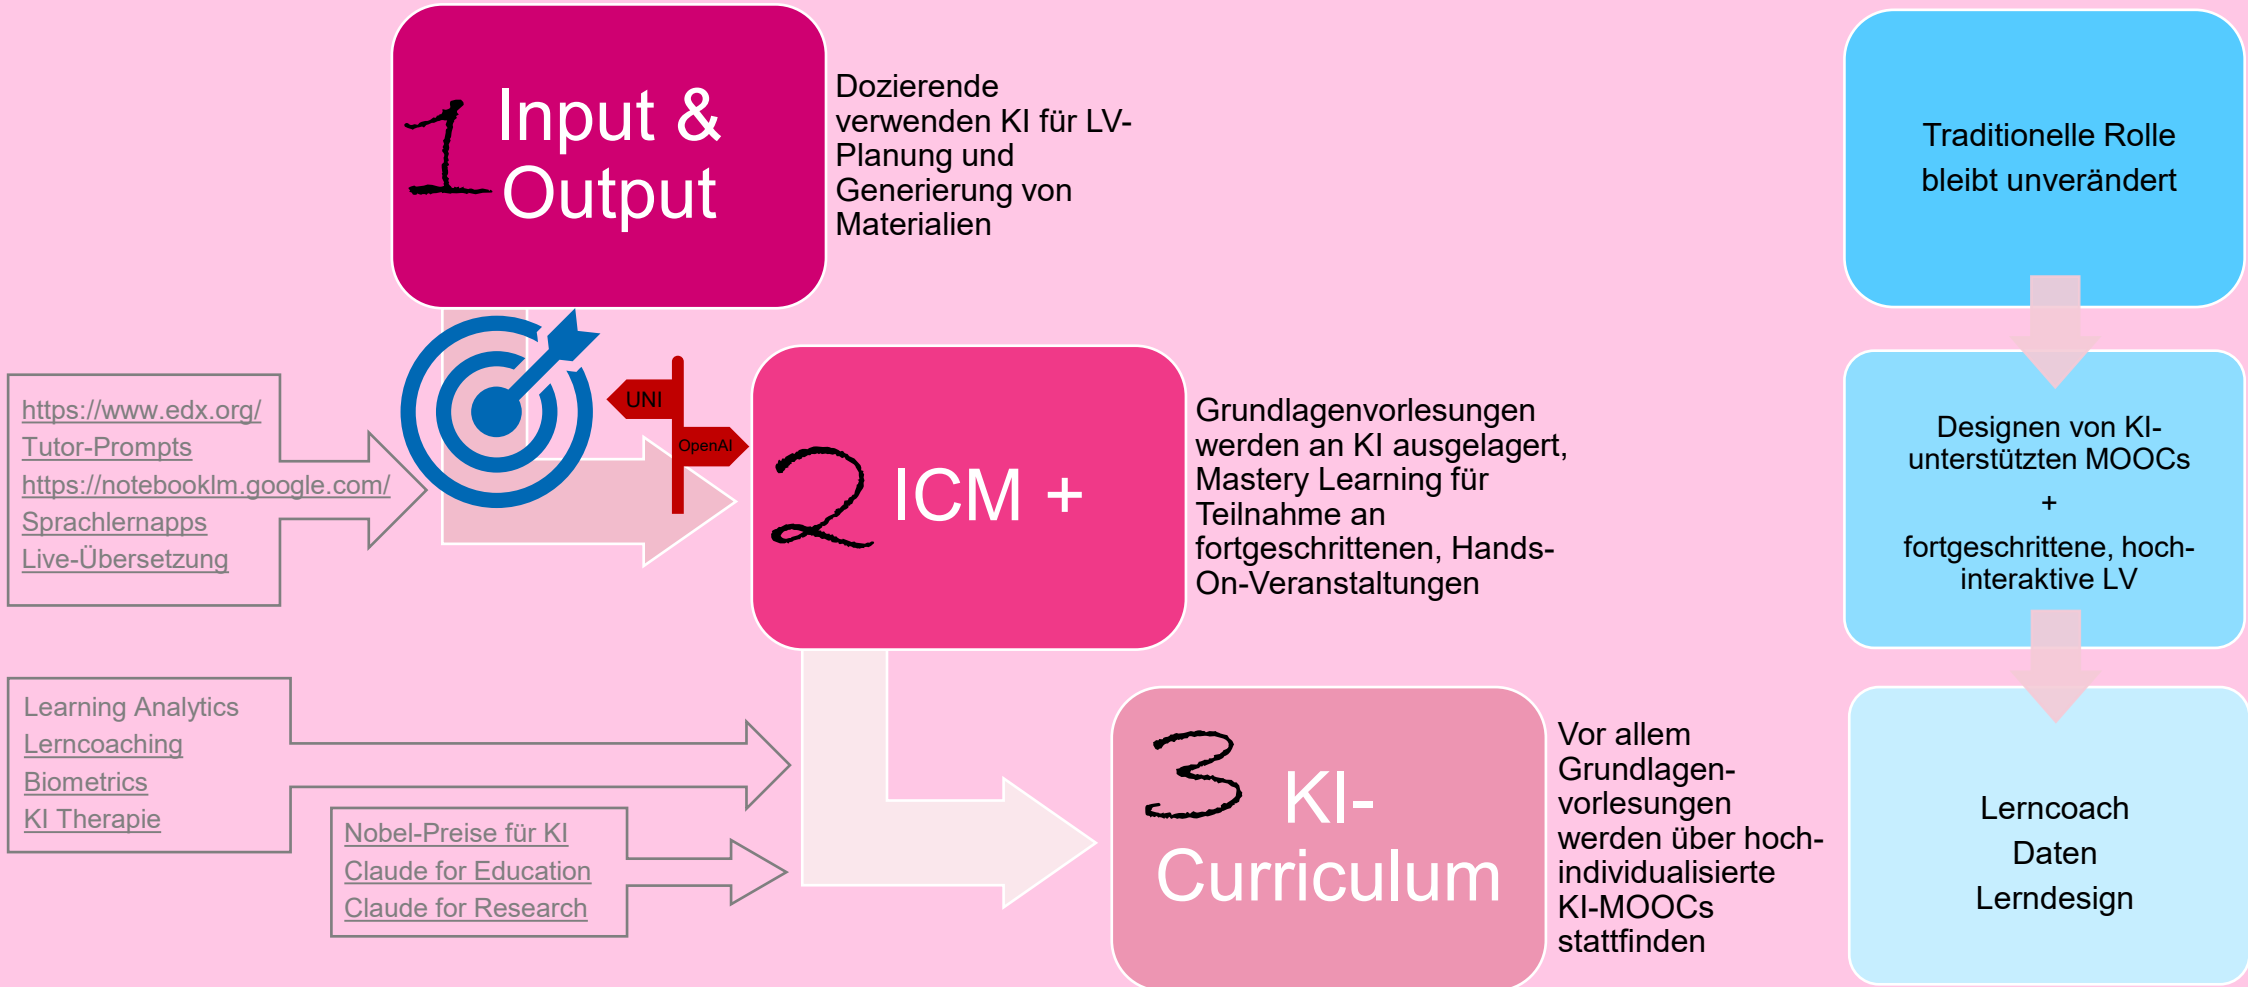 1
Input &
Output
Dozierende
verwenden KI für LV-
Planung und
Generierung von
Materialien
Traditionelle Rolle
bleibt unverändert
https://www.edx.org/
Tutor-Prompts
https://notebooklm.google.com/
Sprachlernapps
Live-Übersetzung
UNI
OpenAI
2
ICM +
Grundlagenvorlesungen
werden an KI ausgelagert,
Mastery Learning für
Teilnahme an
fortgeschrittenen, Hands-
On-Veranstaltungen
Designen von KI-
unterstützten MOOCs
+
fortgeschrittene, hoch-
interaktive LV
Learning Analytics
Lerncoaching
Biometrics
KI Therapie
Nobel-Preise für KI
Claude for Education
Claude for Research
3
KI-
Curriculum
Vor allem
Grundlagen-
vorlesungen
werden über hoch-
individualisierte
KI-MOOCs
stattfinden
Lerncoach
Daten
Lerndesign